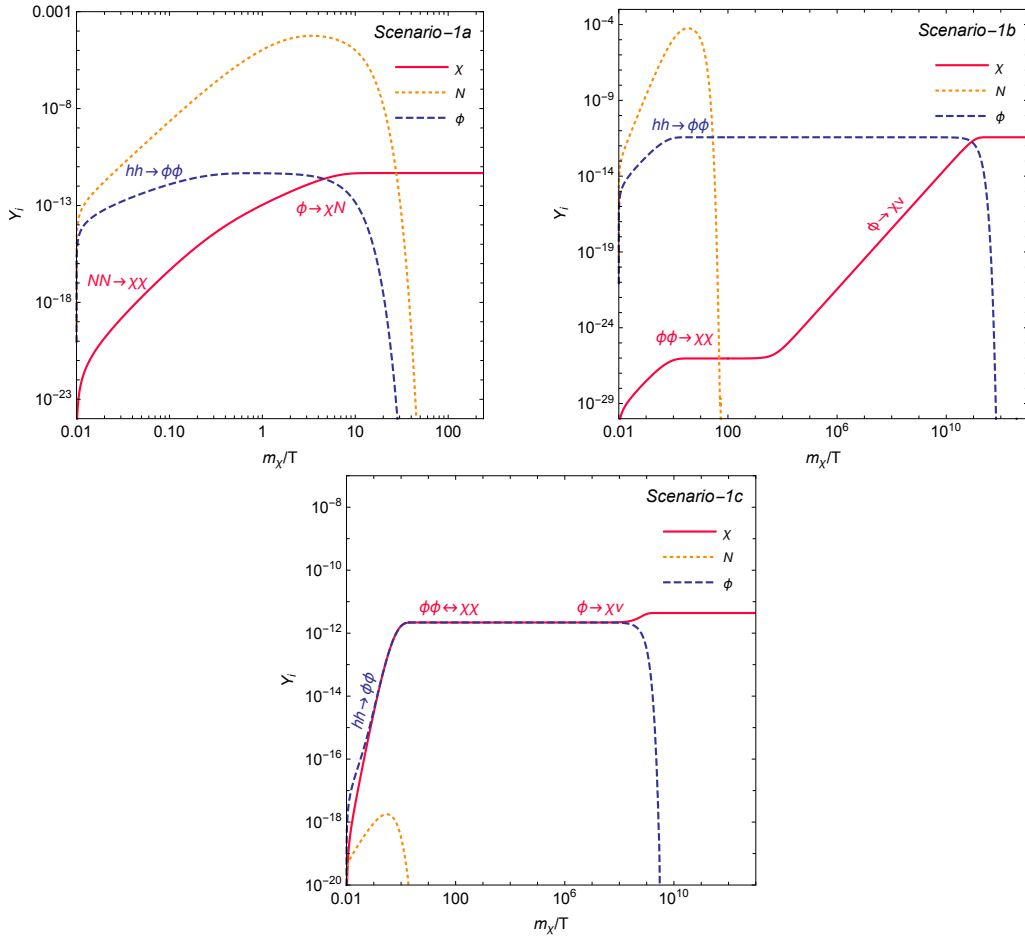 0.001
Scenario-1a
χ
N
ϕ
10⁻⁸
hh→ϕϕ
Yᵢ
10⁻¹³
ϕ→χN
NN→χχ
10⁻¹⁸
10⁻²³
0.01 0.10 1 10 100
mχ/T
10⁻⁴
Scenario-1b
χ
N
ϕ
10⁻⁹
hh→ϕϕ
10⁻¹⁴
Yᵢ
ϕ→χν
10⁻¹⁹
10⁻²⁴
ϕϕ→χχ
10⁻²⁹
0.01 100 10⁶ 10¹⁰
mχ/T
Scenario-1c
10⁻⁸
χ
N
ϕ
10⁻¹⁰
ϕϕ↔χχ ϕ→χν
10⁻¹²
Yᵢ
10⁻¹⁴
hh→ϕϕ
10⁻¹⁶
10⁻¹⁸
10⁻²⁰
0.01 100 10⁶ 10¹⁰
mχ/T